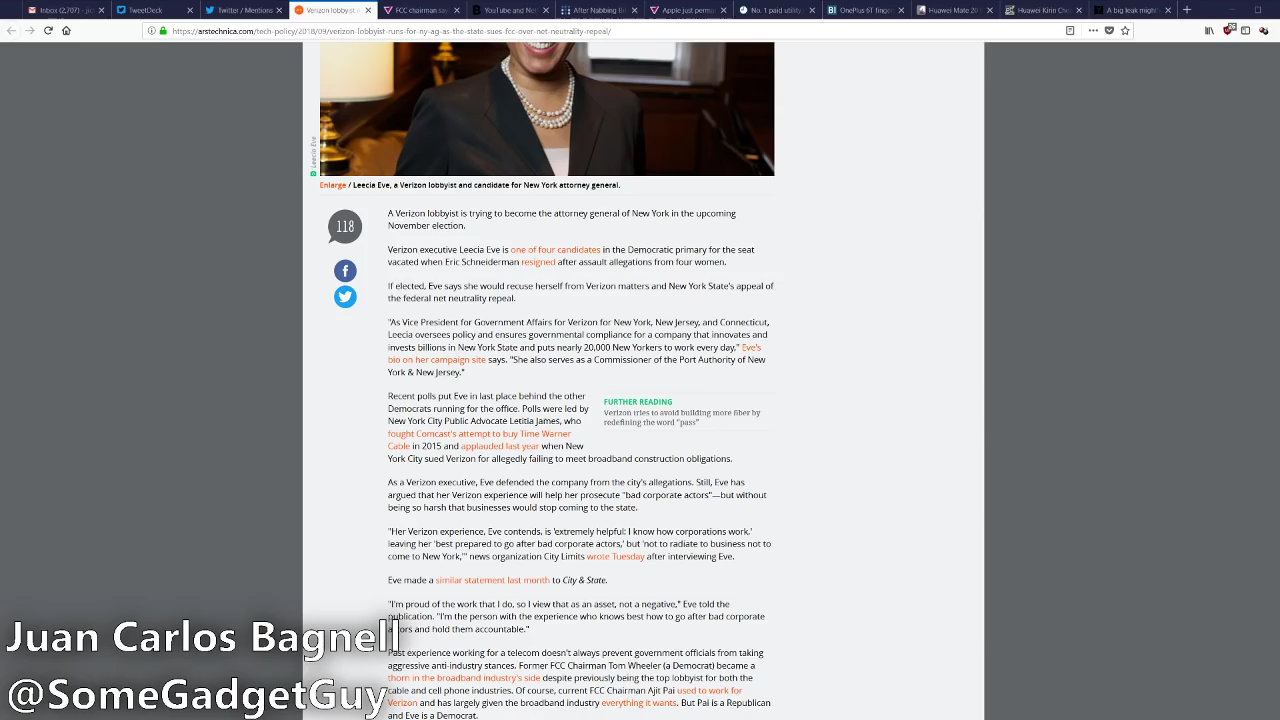 Inbox (2,707) - jus
TweetDeck
Twitter / Mentions
Verizon lobbyist r
FCC chairman say
YouTube and Netf
After Nabbing Bi
Apple just perma
No. 1 paid utility
OnePlus 6T finger
Huawei Mate 20
Huawei Kirin Chi
A big leak might'
https://arstechnica.com/tech-policy/2018/09/verizon-lobbyist-runs-for-ny-ag-as-the-state-sues-fcc-over-net-neutrality-repeal/
Leecia Eve
Enlarge / Leecia Eve, a Verizon lobbyist and candidate for New York attorney general.
118
A Verizon lobbyist is trying to become the attorney general of New York in the upcoming
November election.
Verizon executive Leecia Eve is one of four candidates in the Democratic primary for the seat
vacated when Eric Schneiderman resigned after assault allegations from four women.
If elected, Eve says she would recuse herself from Verizon matters and New York State's appeal of
the federal net neutrality repeal.
"As Vice President for Government Affairs for Verizon for New York, New Jersey, and Connecticut,
Leecia oversees policy and ensures governmental compliance for a company that innovates and
invests billions in New York State and puts nearly 20,000 New Yorkers to work every day," Eve's
bio on her campaign site says. "She also serves as a Commissioner of the Port Authority of New
York & New Jersey."
Recent polls put Eve in last place behind the other
Democrats running for the office. Polls were led by
New York City Public Advocate Letitia James, who
fought Comcast's attempt to buy Time Warner
Cable in 2015 and applauded last year when New
York City sued Verizon for allegedly failing to meet broadband construction obligations.
FURTHER READING
Verizon tries to avoid building more fiber by
redefining the word "pass"
As a Verizon executive, Eve defended the company from the city's allegations. Still, Eve has
argued that her Verizon experience will help her prosecute "bad corporate actors"—but without
being so harsh that businesses would stop coming to the state.
"Her Verizon experience, Eve contends, is 'extremely helpful: I know how corporations work,'
leaving her 'best prepared to go after bad corporate actors,' but 'not to radiate to business not to
come to New York,'" news organization City Limits wrote Tuesday after interviewing Eve.
Eve made a similar statement last month to City & State.
"I'm proud of the work that I do, so I view that as an asset, not a negative," Eve told the
publication. "I'm the person with the experience who knows best how to go after bad corporate
actors and hold them accountable."
Past experience working for a telecom doesn't always prevent government officials from taking
aggressive anti-industry stances. Former FCC Chairman Tom Wheeler (a Democrat) became a
thorn in the broadband industry's side despite previously being the top lobbyist for both the
cable and cell phone industries. Of course, current FCC Chairman Ajit Pai used to work for
Verizon and has largely given the broadband industry everything it wants. But Pai is a Republican
and Eve is a Democrat.
Juan Carlos Bagnell
@SomeGadgetGuy